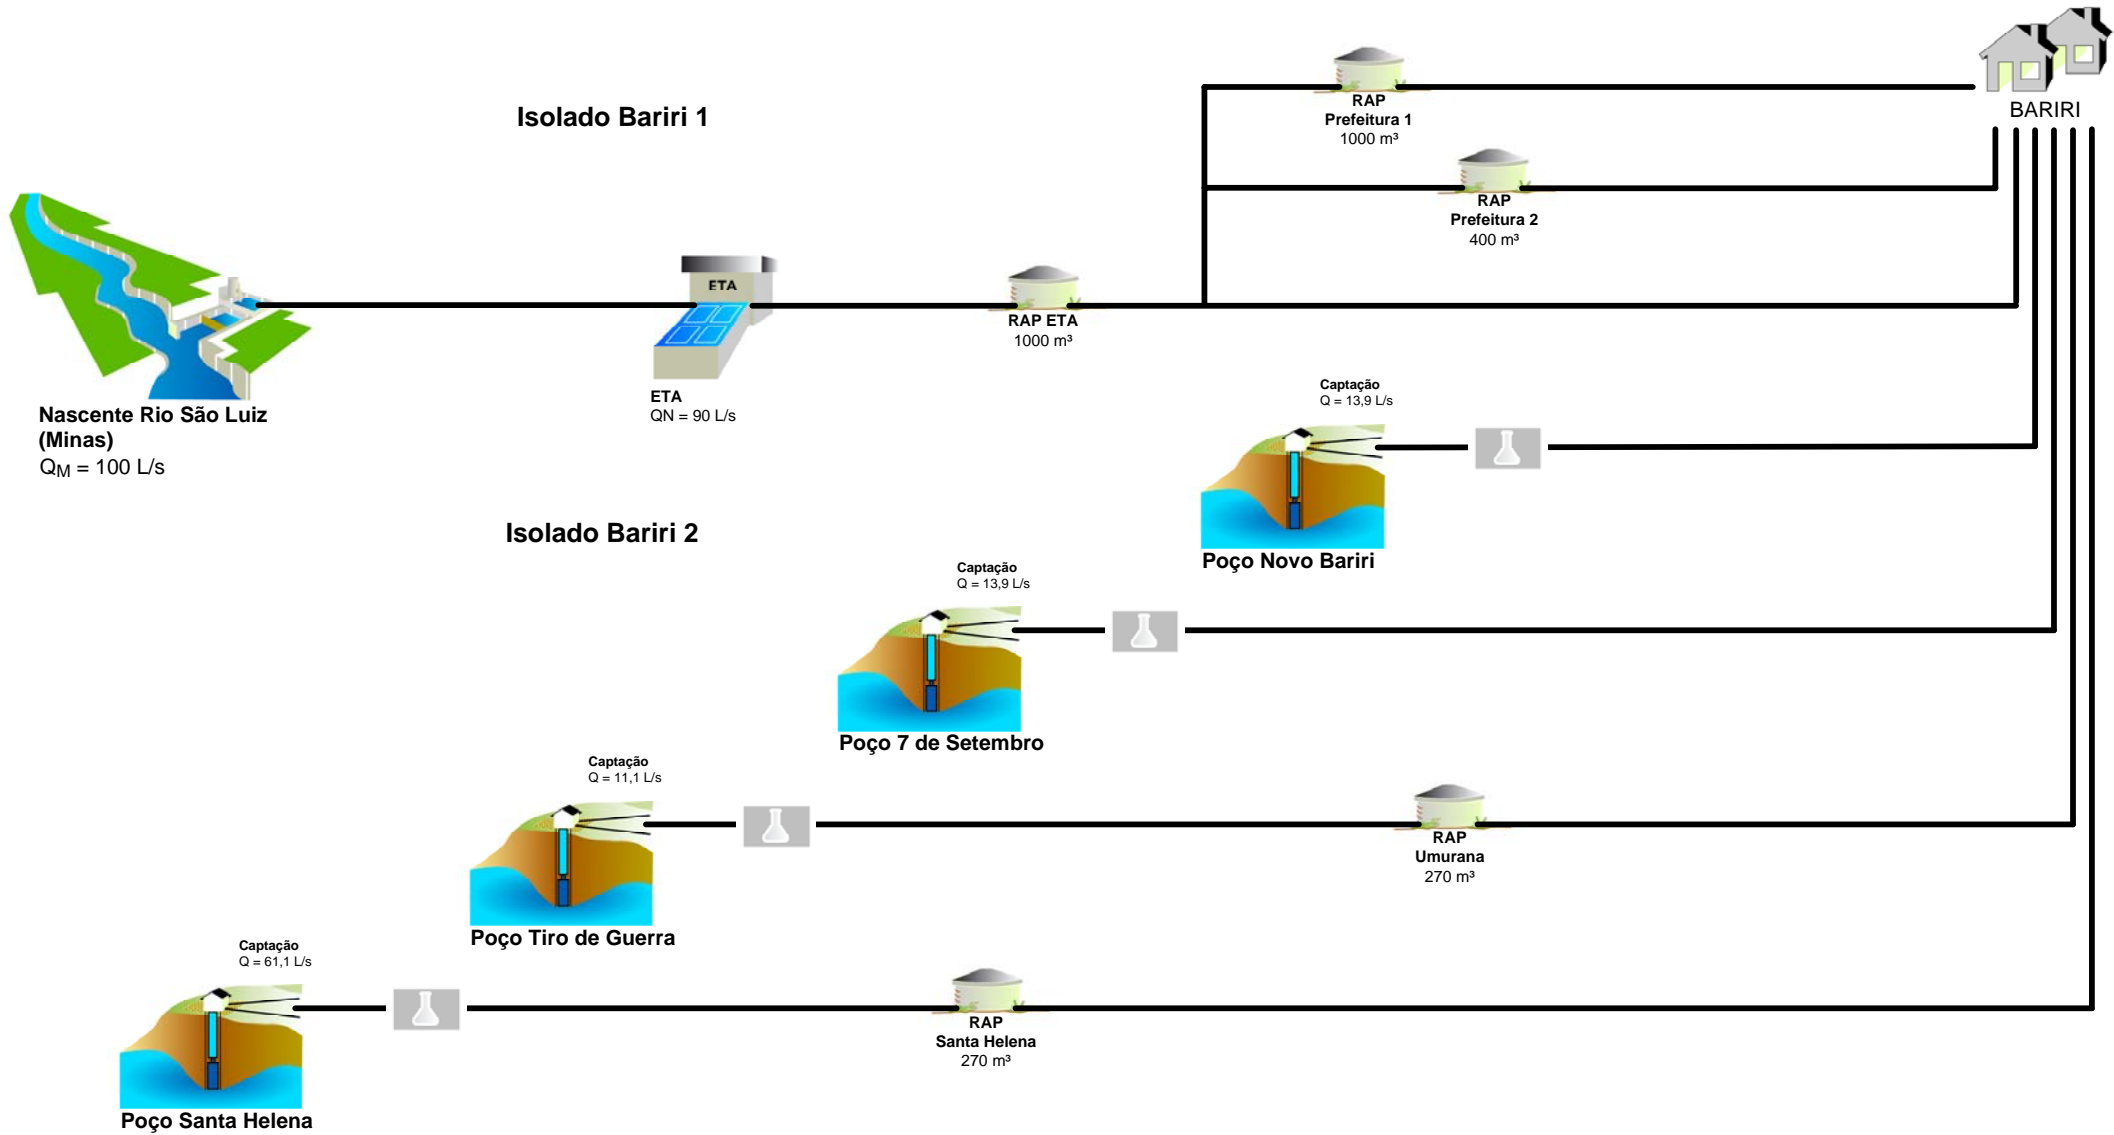 BARIRI
Isolado Bariri 1
RAP
Prefeitura 1
1000 m³
RAP
Prefeitura 2
400 m³
ETA
RAP ETA
1000 m³
ETA
QN = 90 L/s
Nascente Rio São Luiz
(Minas)
QM = 100 L/s
Captação
Q = 13,9 L/s
Poço Novo Bariri
Isolado Bariri 2
Captação
Q = 13,9 L/s
Poço 7 de Setembro
Captação
Q = 11,1 L/s
Poço Tiro de Guerra
RAP
Umurana
270 m³
Captação
Q = 61,1 L/s
Poço Santa Helena
RAP
Santa Helena
270 m³